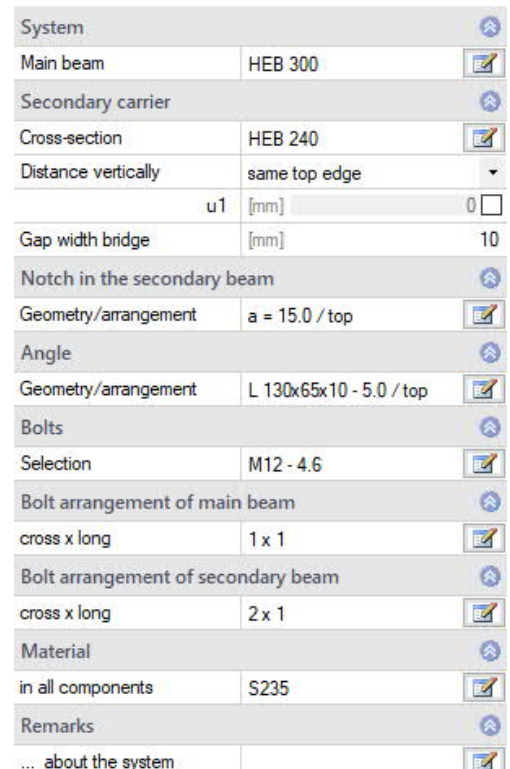 System
Main beam HEB 300
Secondary carrier
Cross-section HEB 240
Distance vertically same top edge
u1 [mm] 0
Gap width bridge [mm] 10
Notch in the secondary beam
Geometry/arrangement a = 15.0 / top
Angle
Geometry/arrangement L 130x65x10 - 5.0 / top
Bolts
Selection M12 - 4.6
Bolt arrangement of main beam
cross x long 1 x 1
Bolt arrangement of secondary beam
cross x long 2 x 1
Material
in all components S235
Remarks
... about the system